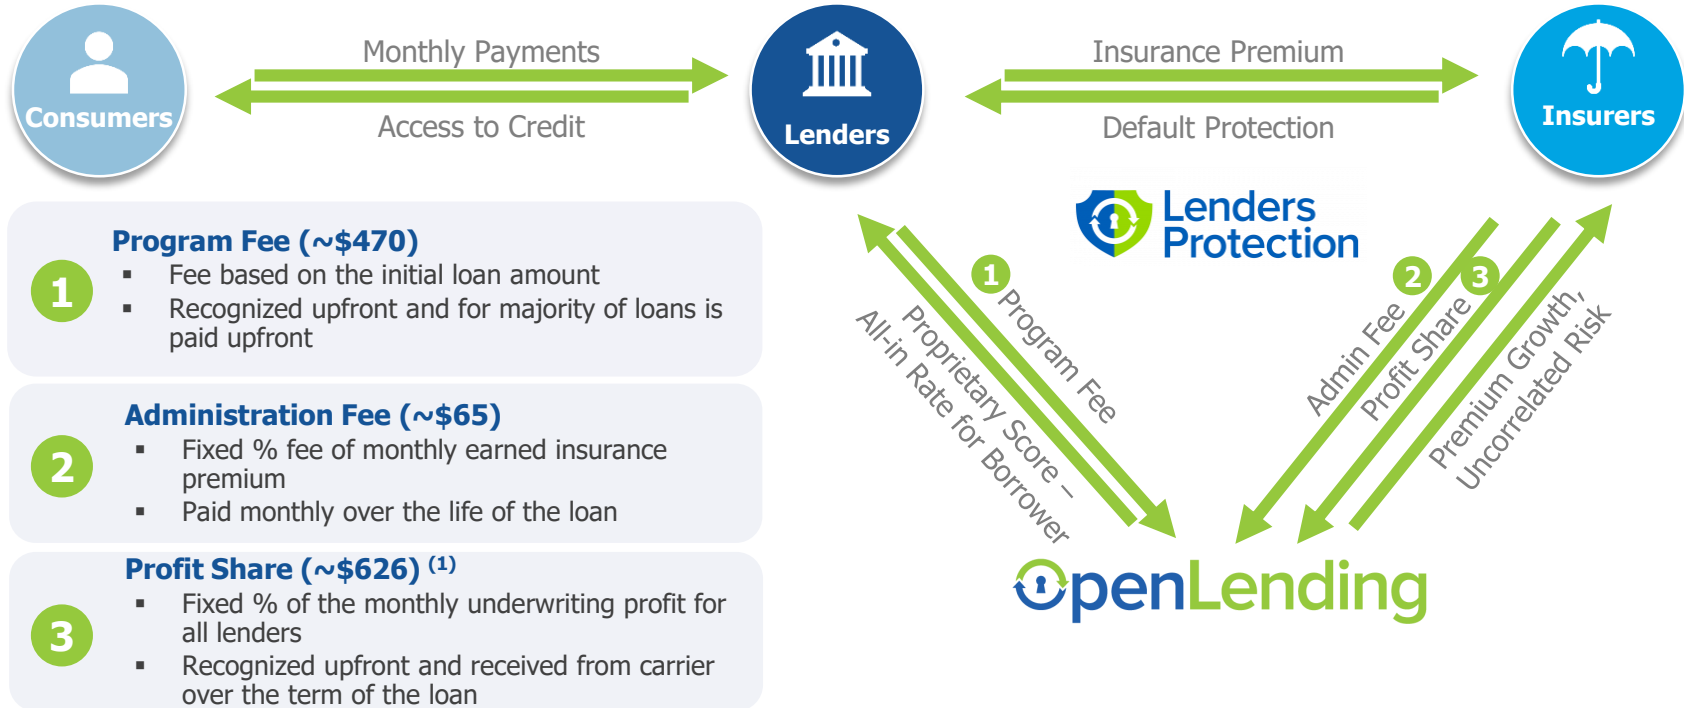 Monthly Payments
Insurance Premium
Consumers
Lenders
Insurers
Access to Credit
Default Protection
Lenders
Protection
1
Program Fee (~$470)
▪ Fee based on the initial loan amount
▪ Recognized upfront and for majority of loans is
paid upfront
2
Administration Fee (~$65)
▪ Fixed % fee of monthly earned insurance
premium
▪ Paid monthly over the life of the loan
3
Profit Share (~$626) (1)
▪ Fixed % of the monthly underwriting profit for
all lenders
▪ Recognized upfront and received from carrier
over the term of the loan
1
Program Fee
Proprietary Score –
All-in Rate for Borrower
2
Admin Fee
3
Profit Share
Premium Growth,
Uncorrelated Risk
OpenLending